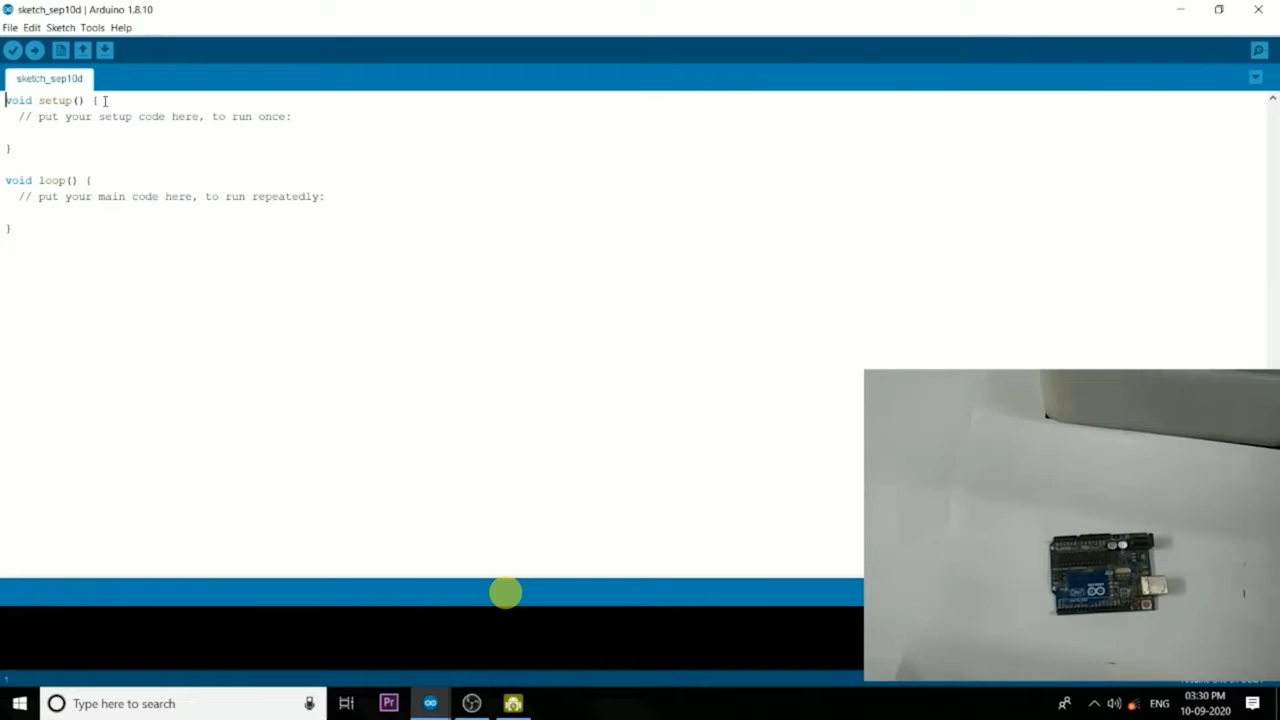 sketch_sep10d | Arduino 1.8.10
File Edit Sketch Tools Help
sketch_sep10d
void setup() {
// put your setup code here, to run once:
}
void loop() {
// put your main code here, to run repeatedly:
}
1
Type here to search
Pr
ENG
03:30 PM
10-09-2020